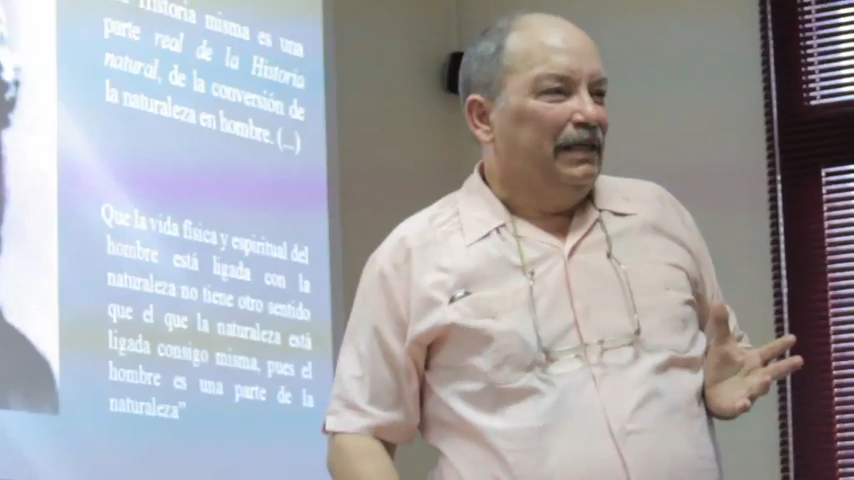 Historia misma es una
parte real de la Historia
natural, de la conversión de
la naturaleza en hombre. (...)
Que la vida física y espiritual del
hombre está ligada con la
naturaleza no tiene otro sentido
que el que la naturaleza está
ligada consigo misma, pues el
hombre es una parte de la
naturaleza”